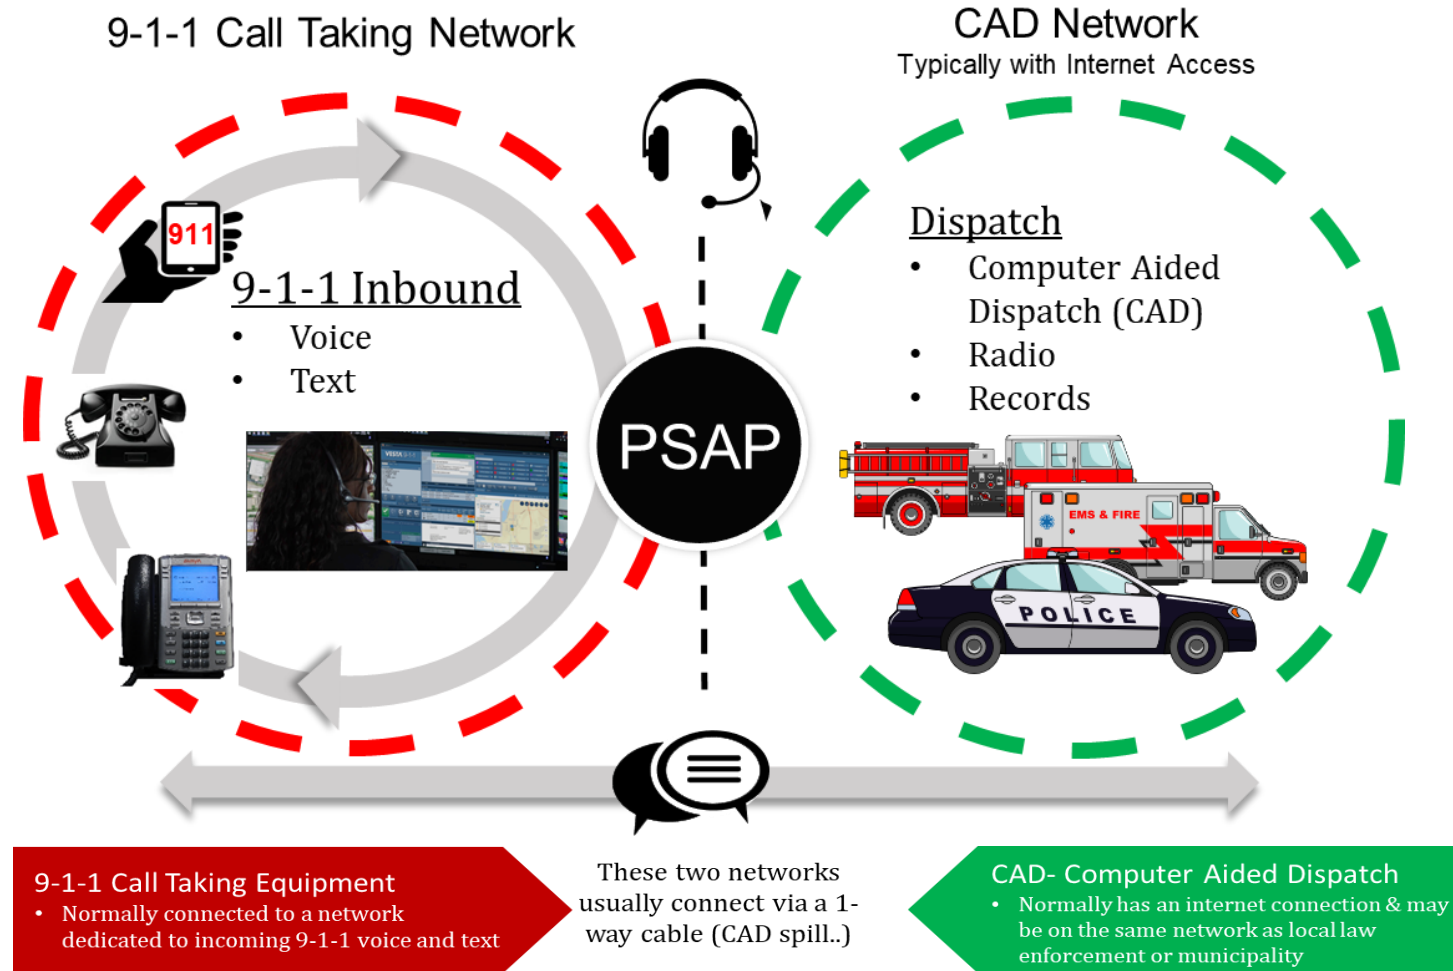 9-1-1 Call Taking Network
CAD Network
Typically with Internet Access
911
9-1-1 Inbound
• Voice
• Text
VESTA 9-1-1
PSAP
Dispatch
• Computer Aided
Dispatch (CAD)
• Radio
• Records
EMS & FIRE
POLICE
9-1-1 Call Taking Equipment
• Normally connected to a network
dedicated to incoming 9-1-1 voice and text
These two networks
usually connect via a 1-
way cable (CAD spill..)
CAD- Computer Aided Dispatch
• Normally has an internet connection & may
be on the same network as local law
enforcement or municipality